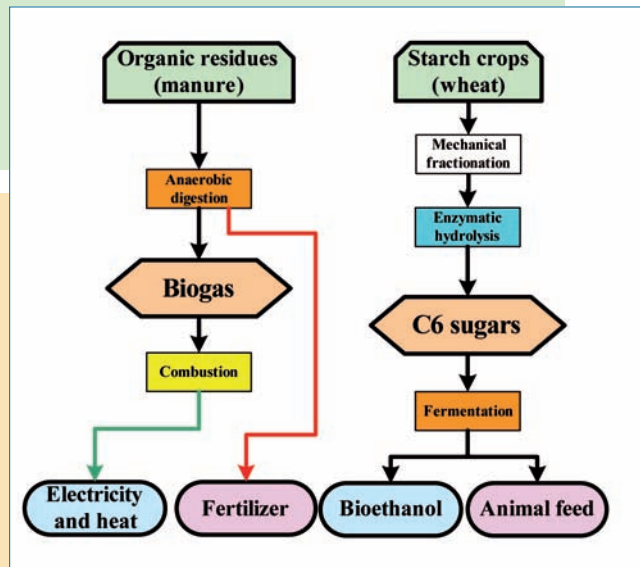 Organic residues
(manure)
Anaerobic
digestion
Biogas
Combustion
Electricity
and heat
Fertilizer
Starch crops
(wheat)
Mechanical
fractionation
Enzymatic
hydrolysis
C6 sugars
Fermentation
Bioethanol
Animal feed